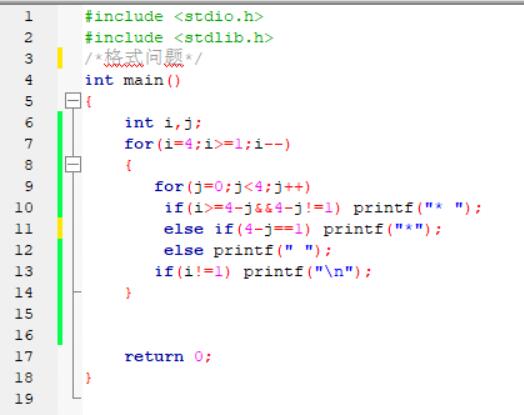 1 #include <stdio.h>
2 #include <stdlib.h>
3 /*格式问题*/
4 int main()
5 {
6 int i,j;
7 for(i=4;i>=1;i--)
8 {
9 for(j=0;j<4;j++)
10 if(i>=4-j&&4-j!=1) printf("* ");
11 else if(4-j==1) printf("*");
12 else printf(" ");
13 if(i!=1) printf("\n");
14 }
15
16
17 return 0;
18 }
19